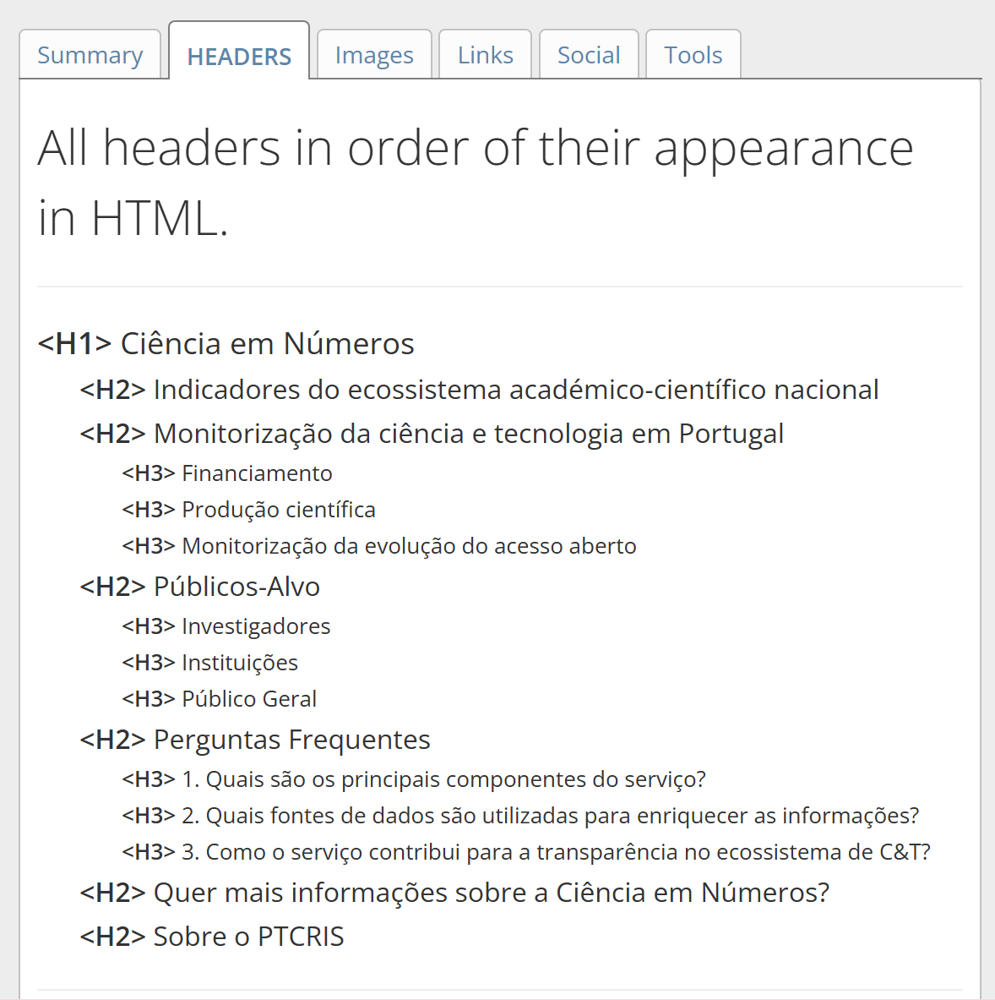 Summary HEADERS Images Links Social Tools
All headers in order of their appearance
in HTML.
<H1> Ciência em Números
<H2> Indicadores do ecossistema académico-científico nacional
<H2> Monitorização da ciência e tecnologia em Portugal
<H3> Financiamento
<H3> Produção científica
<H3> Monitorização da evolução do acesso aberto
<H2> Públicos-Alvo
<H3> Investigadores
<H3> Instituições
<H3> Público Geral
<H2> Perguntas Frequentes
<H3> 1. Quais são os principais componentes do serviço?
<H3> 2. Quais fontes de dados são utilizadas para enriquecer as informações?
<H3> 3. Como o serviço contribui para a transparência no ecossistema de C&T?
<H2> Quer mais informações sobre a Ciência em Números?
<H2> Sobre o PTCRIS